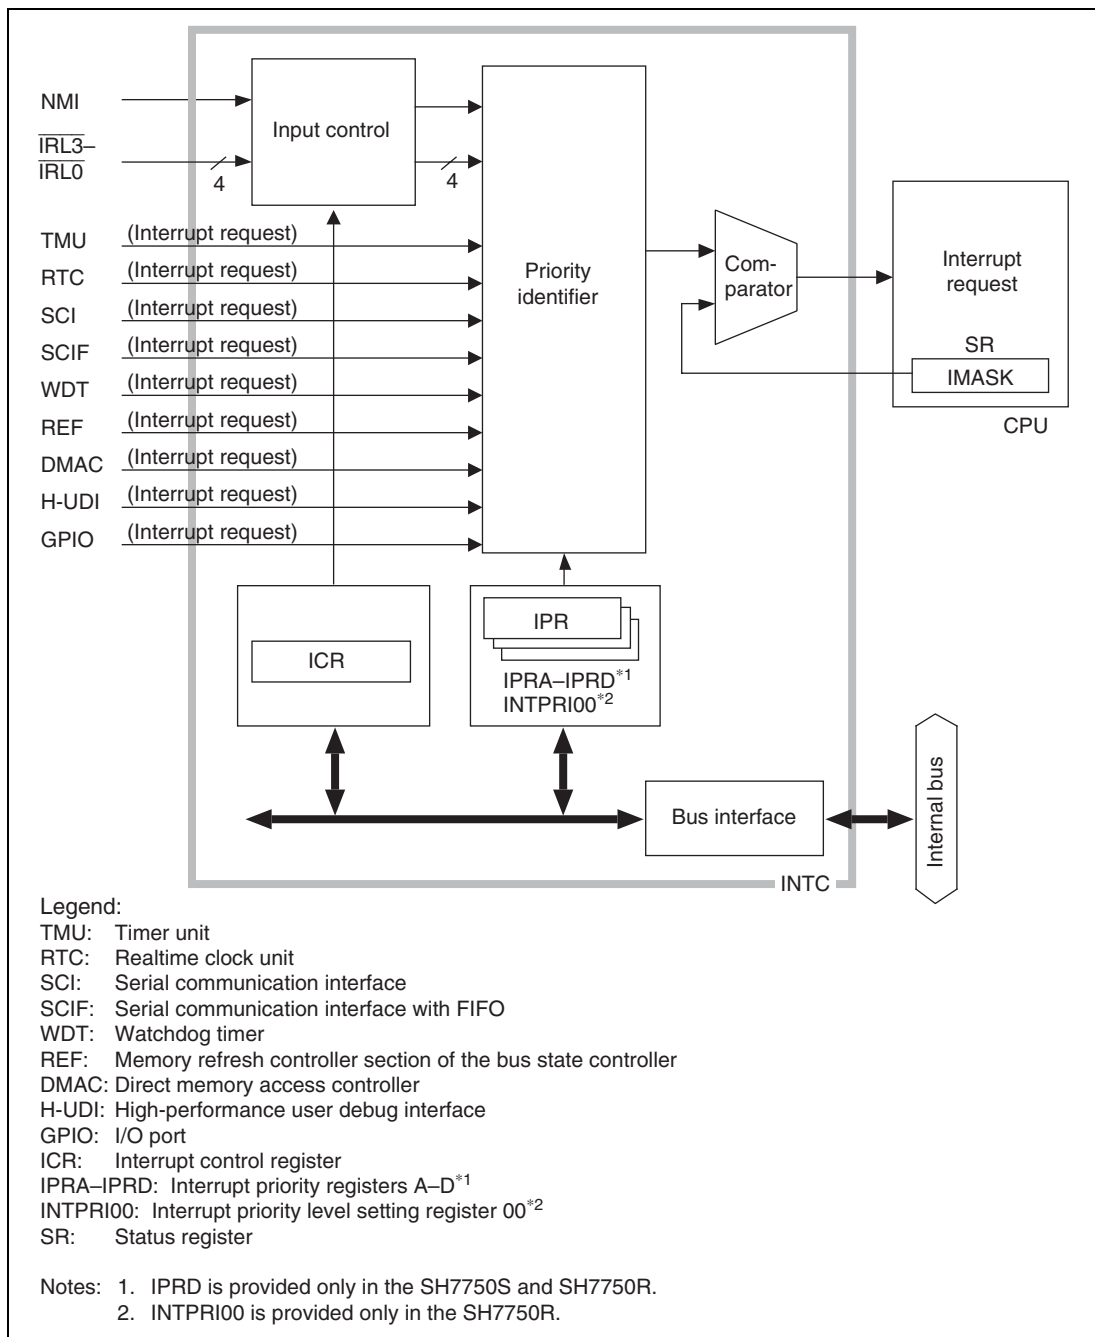 NMI
IRL3–
IRL0
4
Input control
4
TMU (Interrupt request)
RTC (Interrupt request)
SCI (Interrupt request)
SCIF (Interrupt request)
WDT (Interrupt request)
REF (Interrupt request)
DMAC (Interrupt request)
H-UDI (Interrupt request)
GPIO (Interrupt request)
Priority
identifier
Com-
parator
Interrupt
request
SR
IMASK
CPU
ICR
IPR
IPRA–IPRD*1
INTPRI00*2
Bus interface
Internal bus
INTC
Legend:
TMU: Timer unit
RTC: Realtime clock unit
SCI: Serial communication interface
SCIF: Serial communication interface with FIFO
WDT: Watchdog timer
REF: Memory refresh controller section of the bus state controller
DMAC: Direct memory access controller
H-UDI: High-performance user debug interface
GPIO: I/O port
ICR: Interrupt control register
IPRA–IPRD: Interrupt priority registers A–D*1
INTPRI00: Interrupt priority level setting register 00*2
SR: Status register
Notes: 1. IPRD is provided only in the SH7750S and SH7750R.
2. INTPRI00 is provided only in the SH7750R.